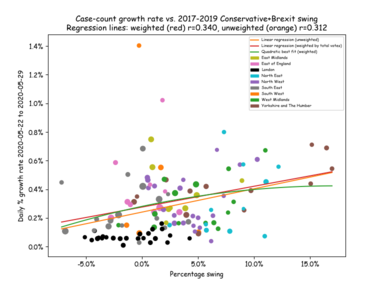 Case-count growth rate vs. 2017-2019 Conservative+Brexit swing
Regression lines: weighted (red) r=0.340, unweighted (orange) r=0.312
Linear regression (unweighted)
Linear regression (weighted by total votes)
Quadratic best fit (weighted)
East Midlands
East of England
London
North East
North West
South East
South West
West Midlands
Yorkshire and The Humber
Daily % growth rate 2020-05-22 to 2020-05-29
1.4%
1.2%
1.0%
0.8%
0.6%
0.4%
0.2%
0.0%
-5.0%
0.0%
5.0%
10.0%
15.0%
Percentage swing